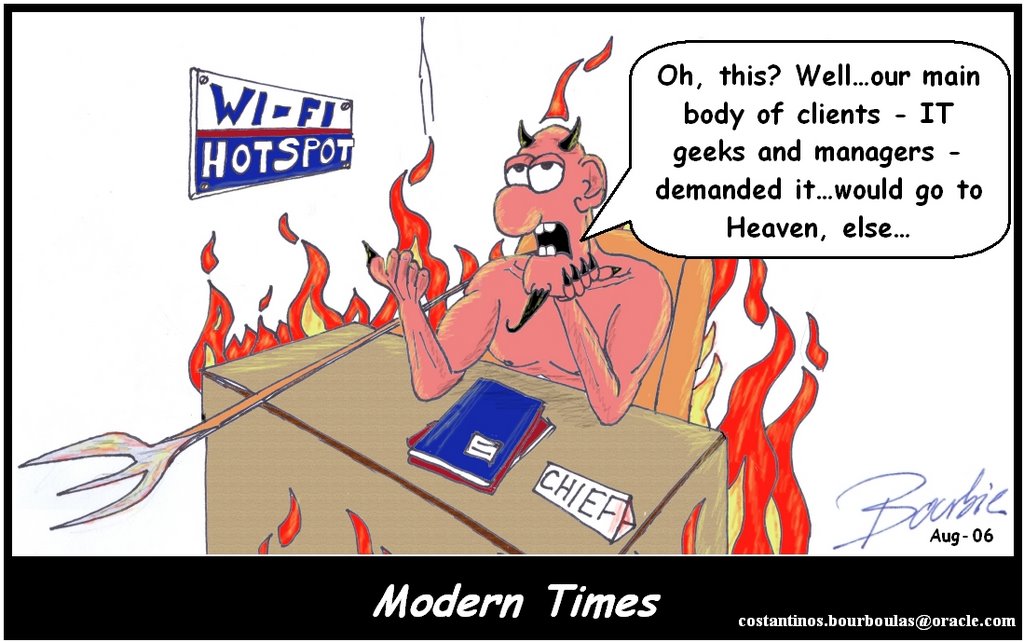 WI-FI
HOTSPOT
Oh, this? Well...our main
body of clients - IT
geeks and managers -
demanded it...would go to
Heaven, else...
CHIEF
Bourbie
Aug-06
Modern Times
costantinos.bourboulas@oracle.com